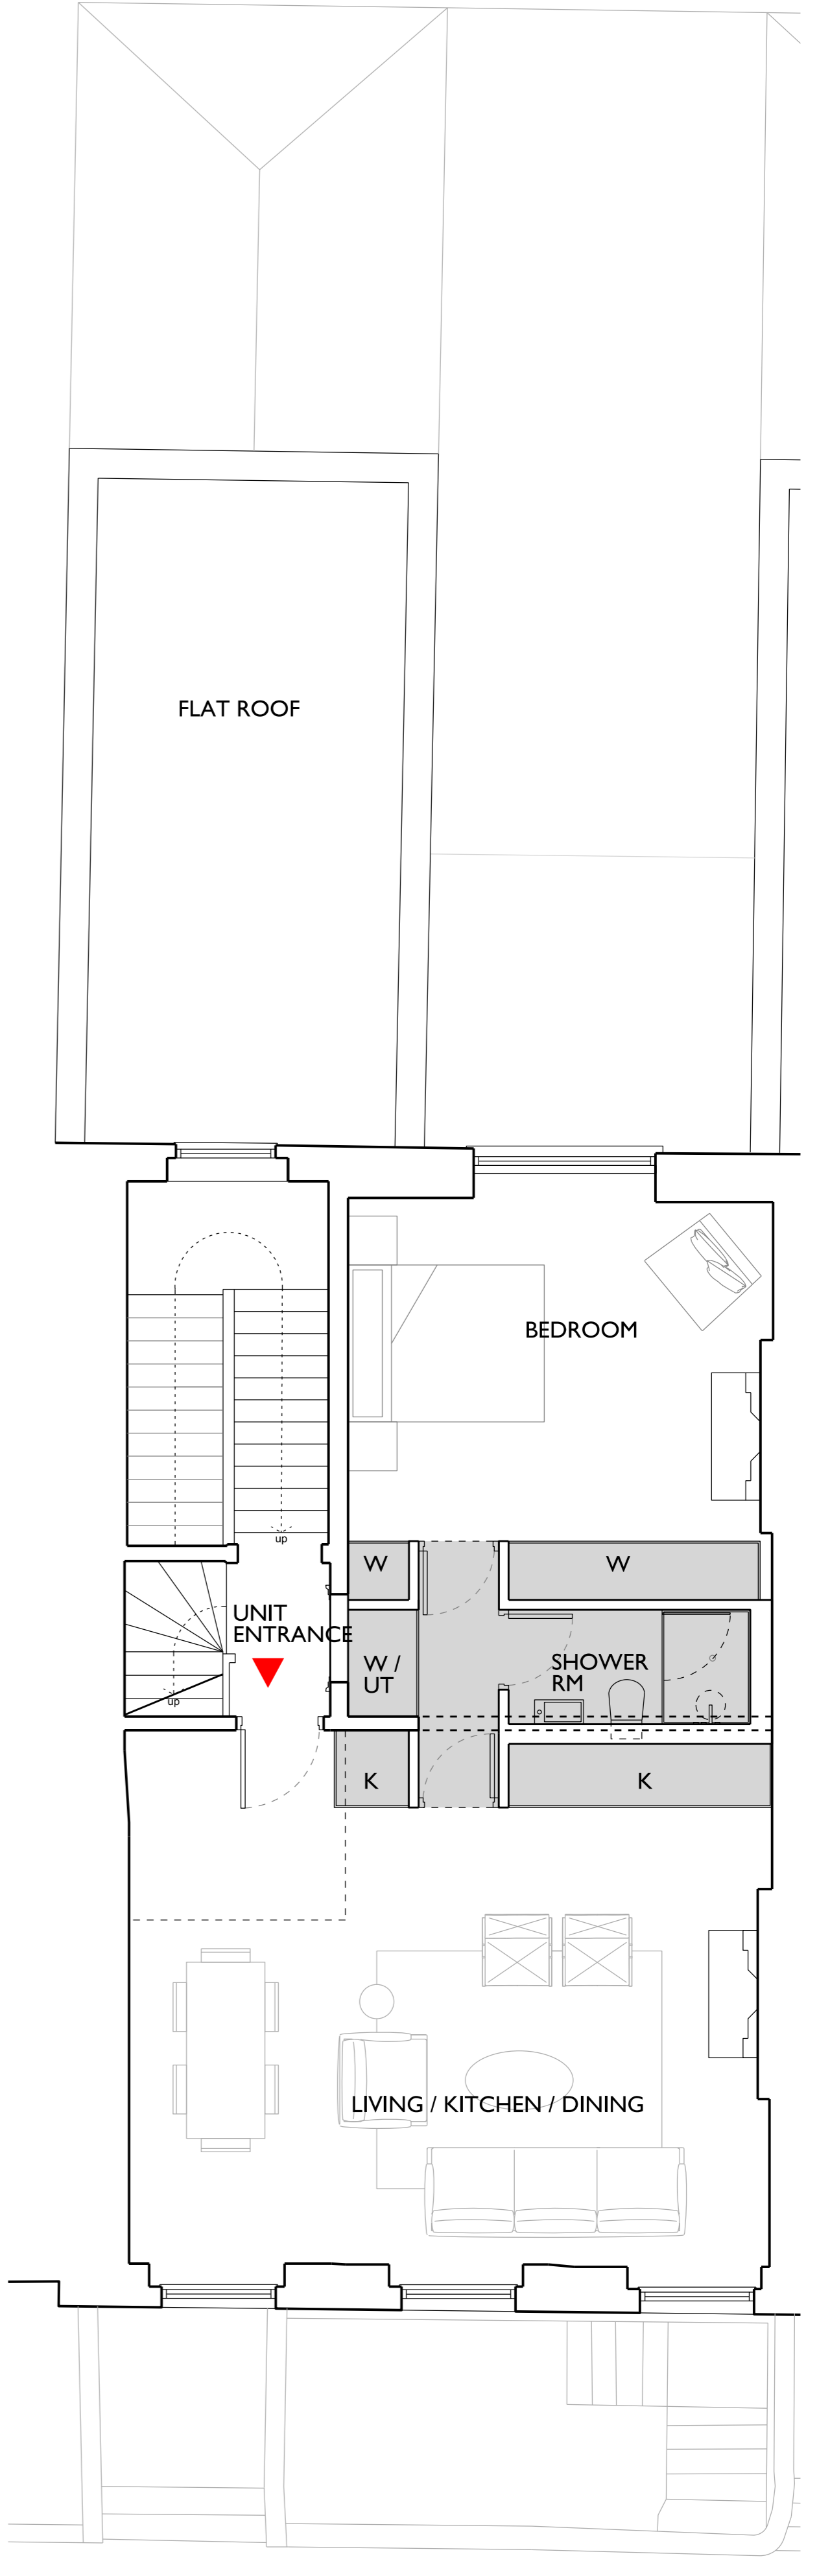 FLAT ROOF
BEDROOM
up
W
W
UNIT
ENTRANCE
W /
UT
SHOWER
RM
up
K
K
LIVING / KITCHEN / DINING